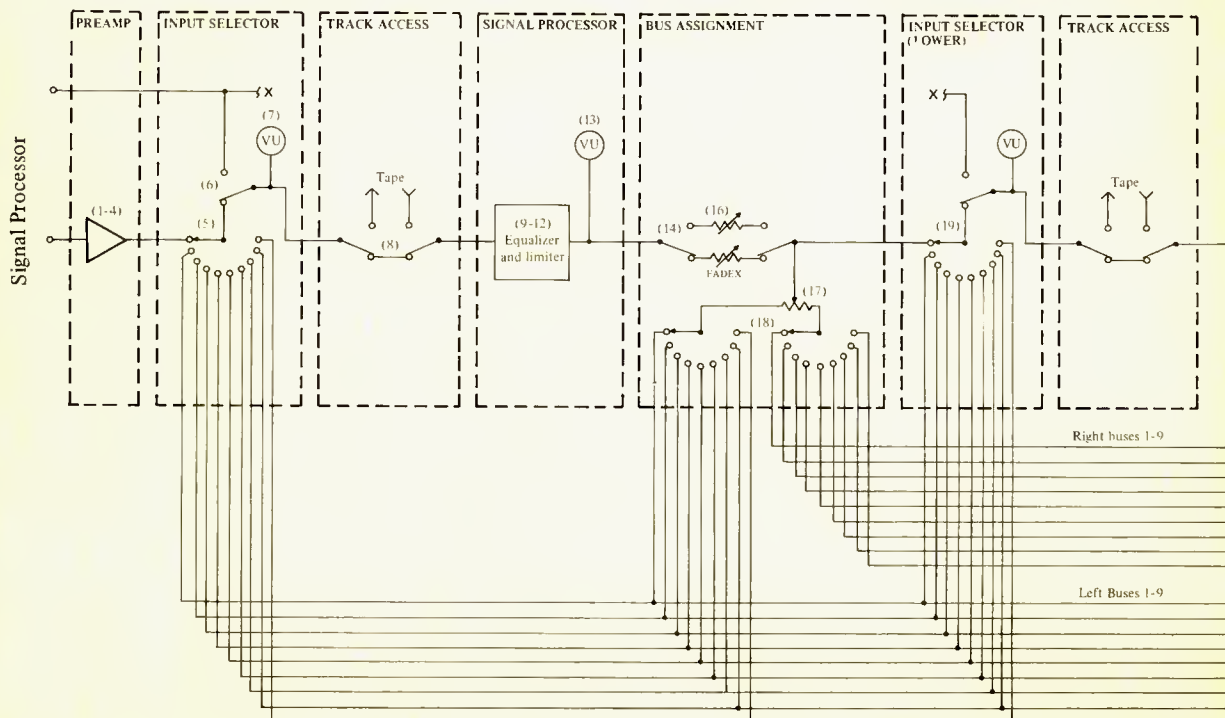 PREAMP
INPUT SELECTOR
TRACK ACCESS
SIGNAL PROCESSOR
BUS ASSIGNMENT
INPUT SELECTOR
(LOWER)
TRACK ACCESS
Signal Processor
X
X
(7)
VU
(13)
VU
VU
(6)
Tape
Tape
(1-4)
(5)
(8)
(9-12)
Equalizer
and limiter
(14)
(16)
FADEX
(19)
(17)
(18)
Right buses 1-9
Left Buses 1-9